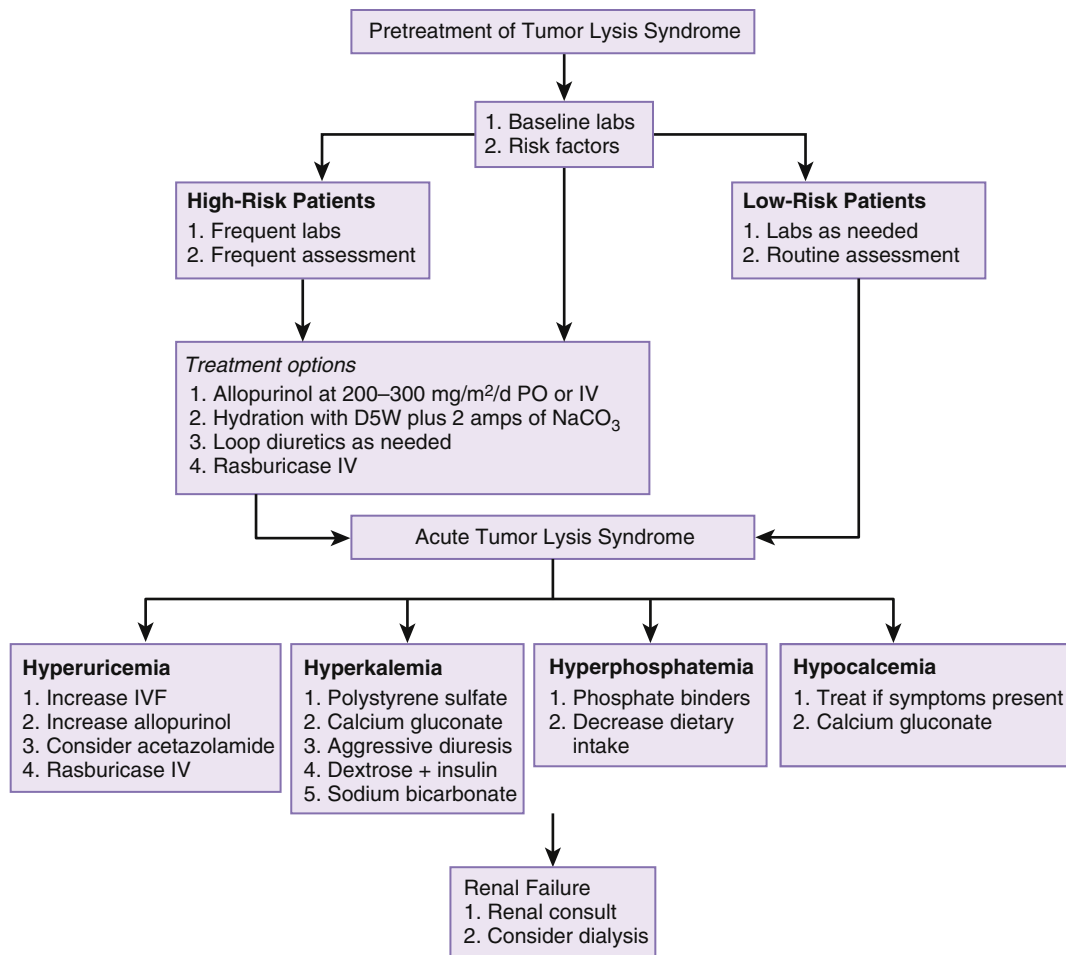 Pretreatment of Tumor Lysis Syndrome
1. Baseline labs
2. Risk factors
High-Risk Patients
1. Frequent labs
2. Frequent assessment
Low-Risk Patients
1. Labs as needed
2. Routine assessment
Treatment options
1. Allopurinol at 200–300 mg/m²/d PO or IV
2. Hydration with D5W plus 2 amps of NaCO₃
3. Loop diuretics as needed
4. Rasburicase IV
Acute Tumor Lysis Syndrome
Hyperuricemia
1. Increase IVF
2. Increase allopurinol
3. Consider acetazolamide
4. Rasburicase IV
Hyperkalemia
1. Polystyrene sulfate
2. Calcium gluconate
3. Aggressive diuresis
4. Dextrose + insulin
5. Sodium bicarbonate
Hyperphosphatemia
1. Phosphate binders
2. Decrease dietary
intake
Hypocalcemia
1. Treat if symptoms present
2. Calcium gluconate
Renal Failure
1. Renal consult
2. Consider dialysis